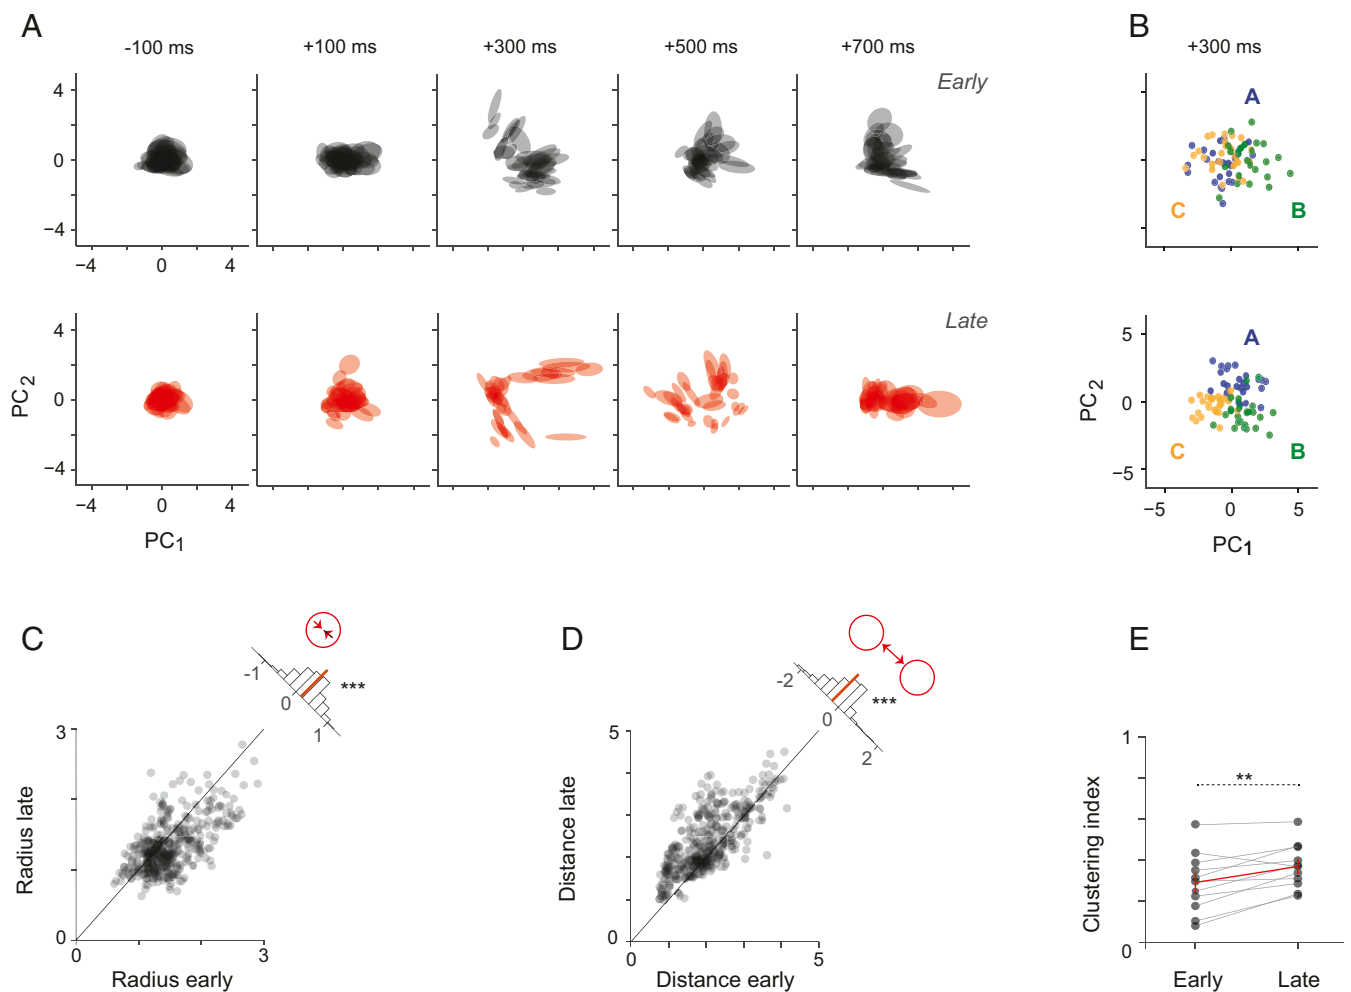 A
B
-100 ms
+100 ms
+300 ms
+500 ms
+700 ms
+300 ms
Early
4
0
−4
−4
0
4
A
C
B
Late
4
0
−4
PC2
−4
0
4
PC1
5
0
−5
PC2
A
C
B
−5
0
5
PC1
C
-1
0
1
***
3
0
Radius late
0
3
Radius early
D
-2
0
2
***
5
0
Distance late
0
5
Distance early
E
1
0
Clustering index
**
Early
Late